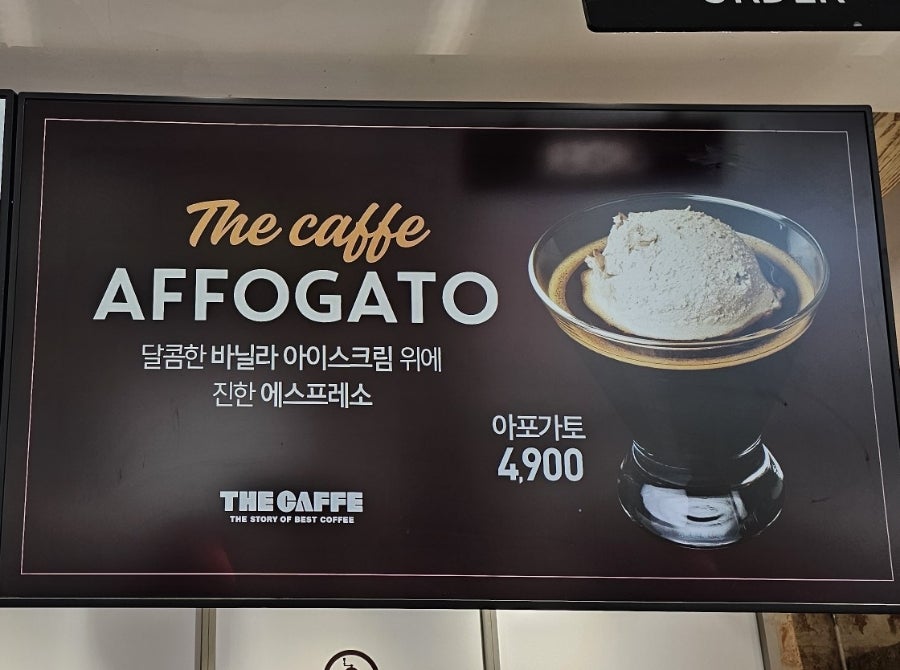 ORDER
The caffe
AFFOGATO
달콤한 바닐라 아이스크림 위에
진한 에스프레소
아포가토
4,900
THE CAFFE
THE STORY OF BEST COFFEE